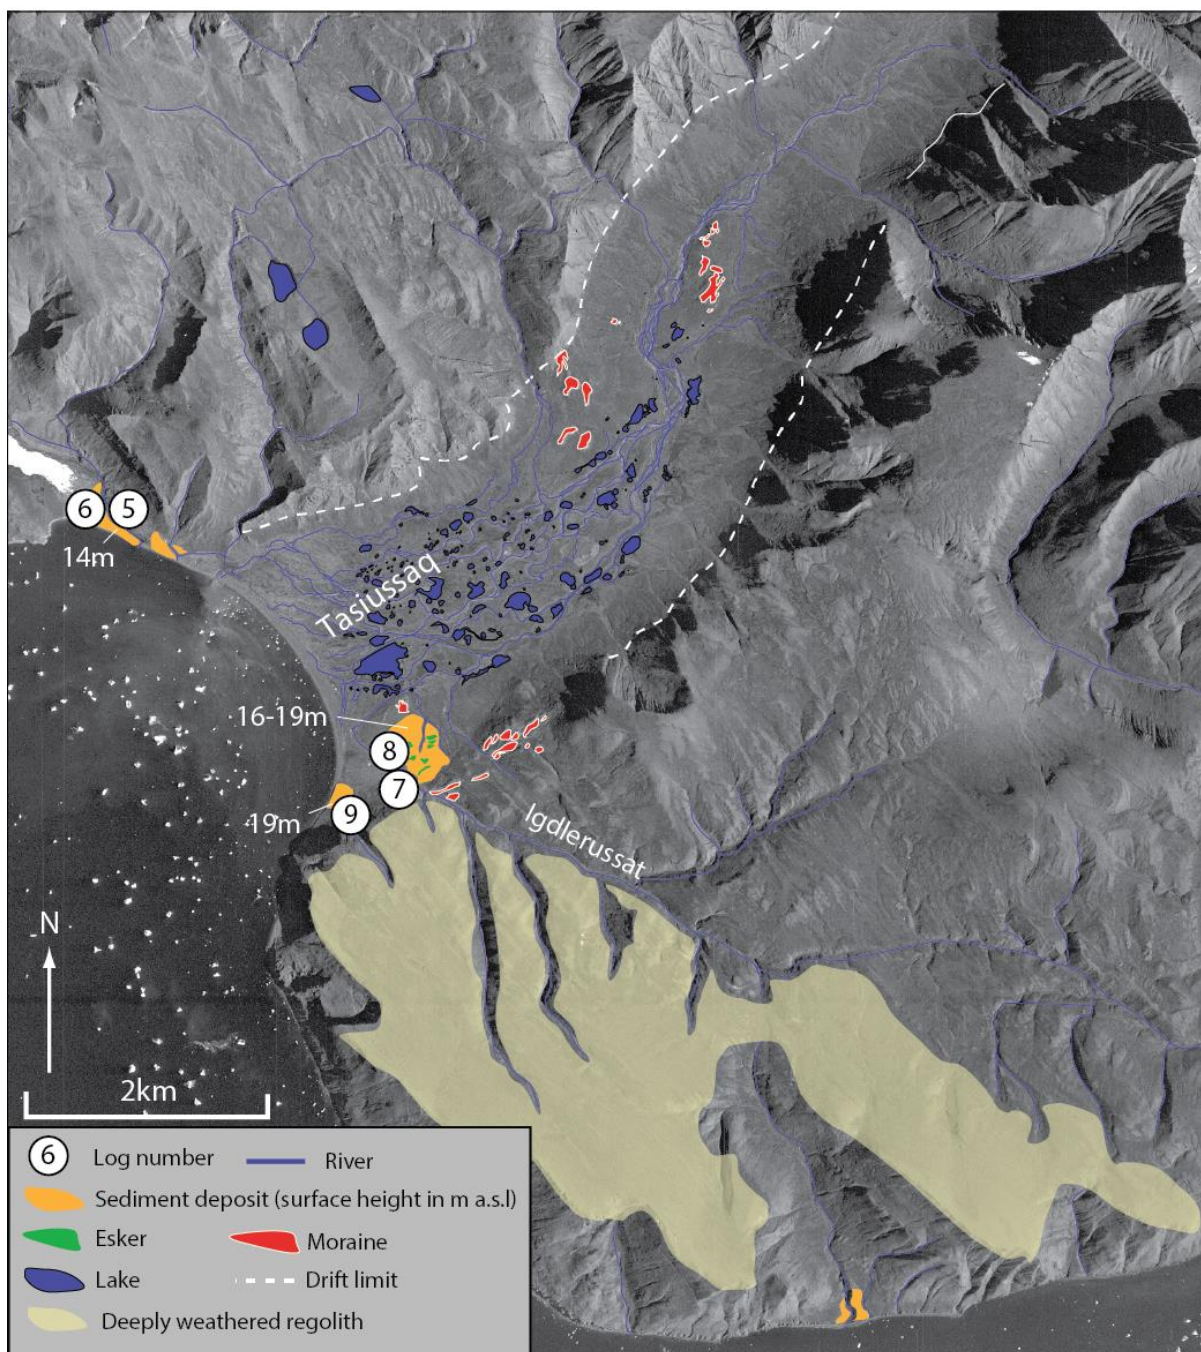 6
5
14m
Tasiussaq
16-19m
8
7
19m
9
Igdlerussat
N
2km
6 Log number River
Sediment deposit (surface height in m a.s.l)
Esker Moraine
Lake Drift limit
Deeply weathered regolith